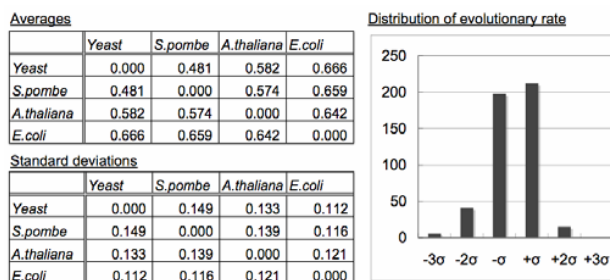 Averages
Yeast S.pombe A.thaliana E.coli
Yeast 0.000 0.481 0.582 0.666
S.pombe 0.481 0.000 0.574 0.659
A.thaliana 0.582 0.574 0.000 0.642
E.coli 0.666 0.659 0.642 0.000
Standard deviations
Yeast S.pombe A.thaliana E.coli
Yeast 0.000 0.149 0.133 0.112
S.pombe 0.149 0.000 0.139 0.116
A.thaliana 0.133 0.139 0.000 0.121
E.coli 0.112 0.116 0.121 0.000
Distribution of evolutionary rate
250
200
150
100
50
0
-3σ -2σ -σ +σ +2σ +3σ